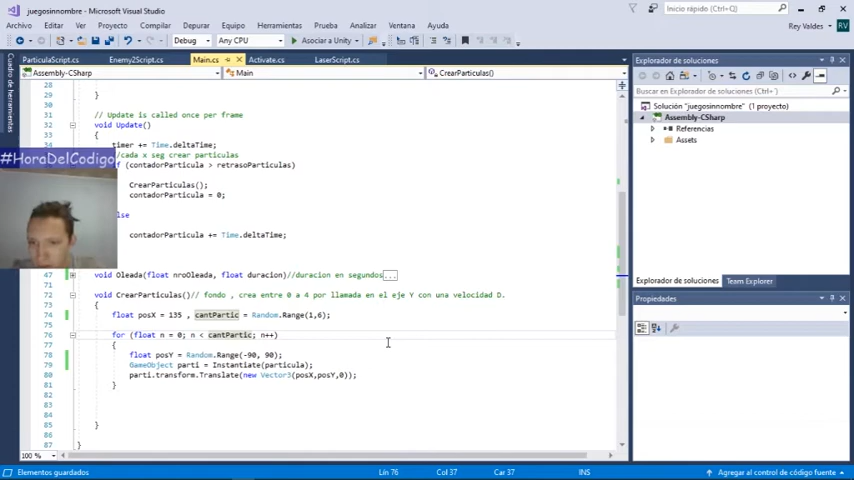 juegosinnombre - Microsoft Visual Studio
Inicio rápido (Ctrl+Q)
Archivo Editar Ver Proyecto Compilar Depurar Equipo Herramientas Prueba Analizar Ventana Ayuda
Rey Valdes RV
Debug Any CPU Asociar a Unity
Cuadro de herramientas
ParticulaScript.cs Enemy2Script.cs Main.cs Activate.cs LaserScript.cs
Assembly-CSharp Main CrearParticulas()
28
30 }
31 // Update is called once per frame
32 void Update()
33 {
34 timer += Time.deltaTime;
//cada x seg crear particulas
(contadorParticula > retrasoParticulas)
#HoraDelCodigo
CrearParticulas();
contadorParticula = 0;
contadorParticula += Time.deltaTime;
47 void Oleada(float nroOleada, float duracion)//duracion en segundos...
71
72 void CrearParticulas()// fondo , crea entre 0 a 4 por llamada en el eje Y con una velocidad D.
73 {
74 float posX = 135 , cantPartic = Random.Range(1,6);
75
76 for (float n = 0; n < cantPartic; n++)
77 {
78 float posY = Random.Range(-90, 90);
79 GameObject parti = Instantiate(particula);
80 parti.transform.Translate(new Vector3(posX,posY,0));
81 }
82
83
84
85 }
86
87 }
100 %
Explorador de soluciones
Buscar en Explorador de soluciones (Ctrl+
Solución "juegosinnombre" (1 proyecto)
Assembly-CSharp
Referencias
Assets
Explorador de soluciones Team Explorer
Propiedades
Elementos guardados Lín 76 Col 37 Car 37 INS Agregar al control de código fuente